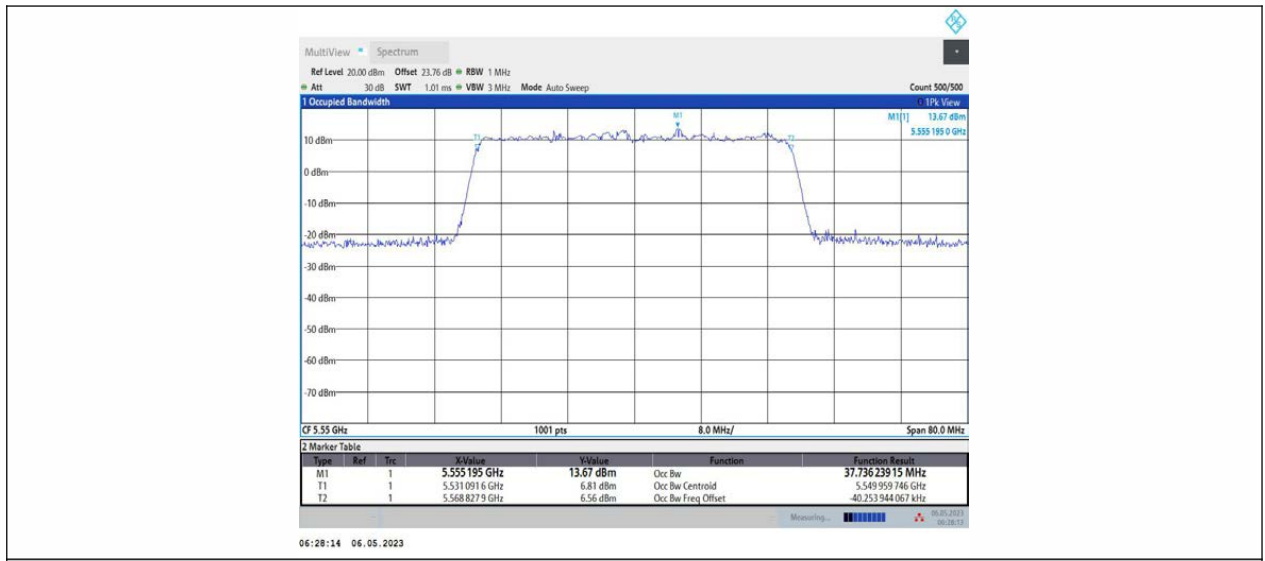 MultiView Spectrum
Ref Level 20.00 dBm Offset 23.76 dB RBW 1 MHz
Att 30 dB SWT 1.01 ms VBW 3 MHz Mode Auto Sweep Count 500/500
1 Occupied Bandwidth 1Pk View
M1[1] 13.67 dBm
5.555 195 0 GHz
M1
T1
T2
10 dBm
0 dBm
-10 dBm
-20 dBm
-30 dBm
-40 dBm
-50 dBm
-60 dBm
-70 dBm
CF 5.55 GHz 1001 pts 8.0 MHz/ Span 80.0 MHz
2 Marker Table
Type Ref Trc X-Value Y-Value Function Function Result
M1 1 5.555 195 GHz 13.67 dBm Occ Bw 37.736 239 15 MHz
T1 1 5.531 091 6 GHz 6.81 dBm Occ Bw Centroid 5.549 959 746 GHz
T2 1 5.568 827 9 GHz 6.56 dBm Occ Bw Freq Offset -40.253 944 067 kHz
Measuring... 06.05.2023
06:28:13
06:28:14 06.05.2023